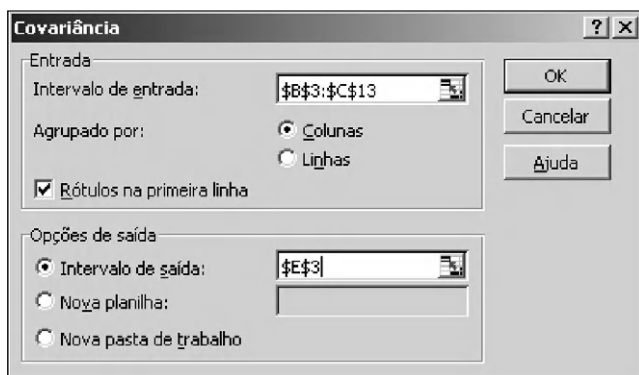 Covariância
Entrada
Intervalo de entrada: $B$3:$C$13
Agrupado por: Colunas
Linhas
Rótulos na primeira linha
Opções de saída
Intervalo de saída: $E$3
Nova planilha:
Nova pasta de trabalho
OK
Cancelar
Ajuda